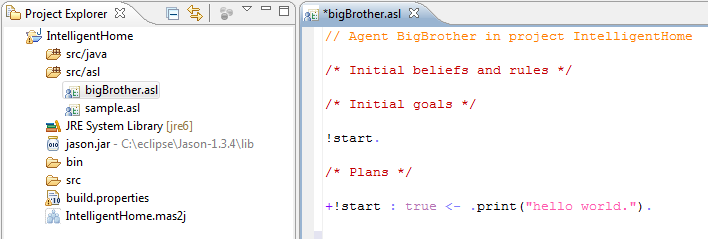 Project Explorer
IntelligentHome
src/java
src/asl
bigBrother.asl
sample.asl
JRE System Library [jre6]
jason.jar - C:\eclipse\Jason-1.3.4\lib
bin
src
build.properties
IntelligentHome.mas2j
*bigBrother.asl
// Agent BigBrother in project IntelligentHome
/* Initial beliefs and rules */
/* Initial goals */
!start.
/* Plans */
+!start : true <- .print("hello world.").